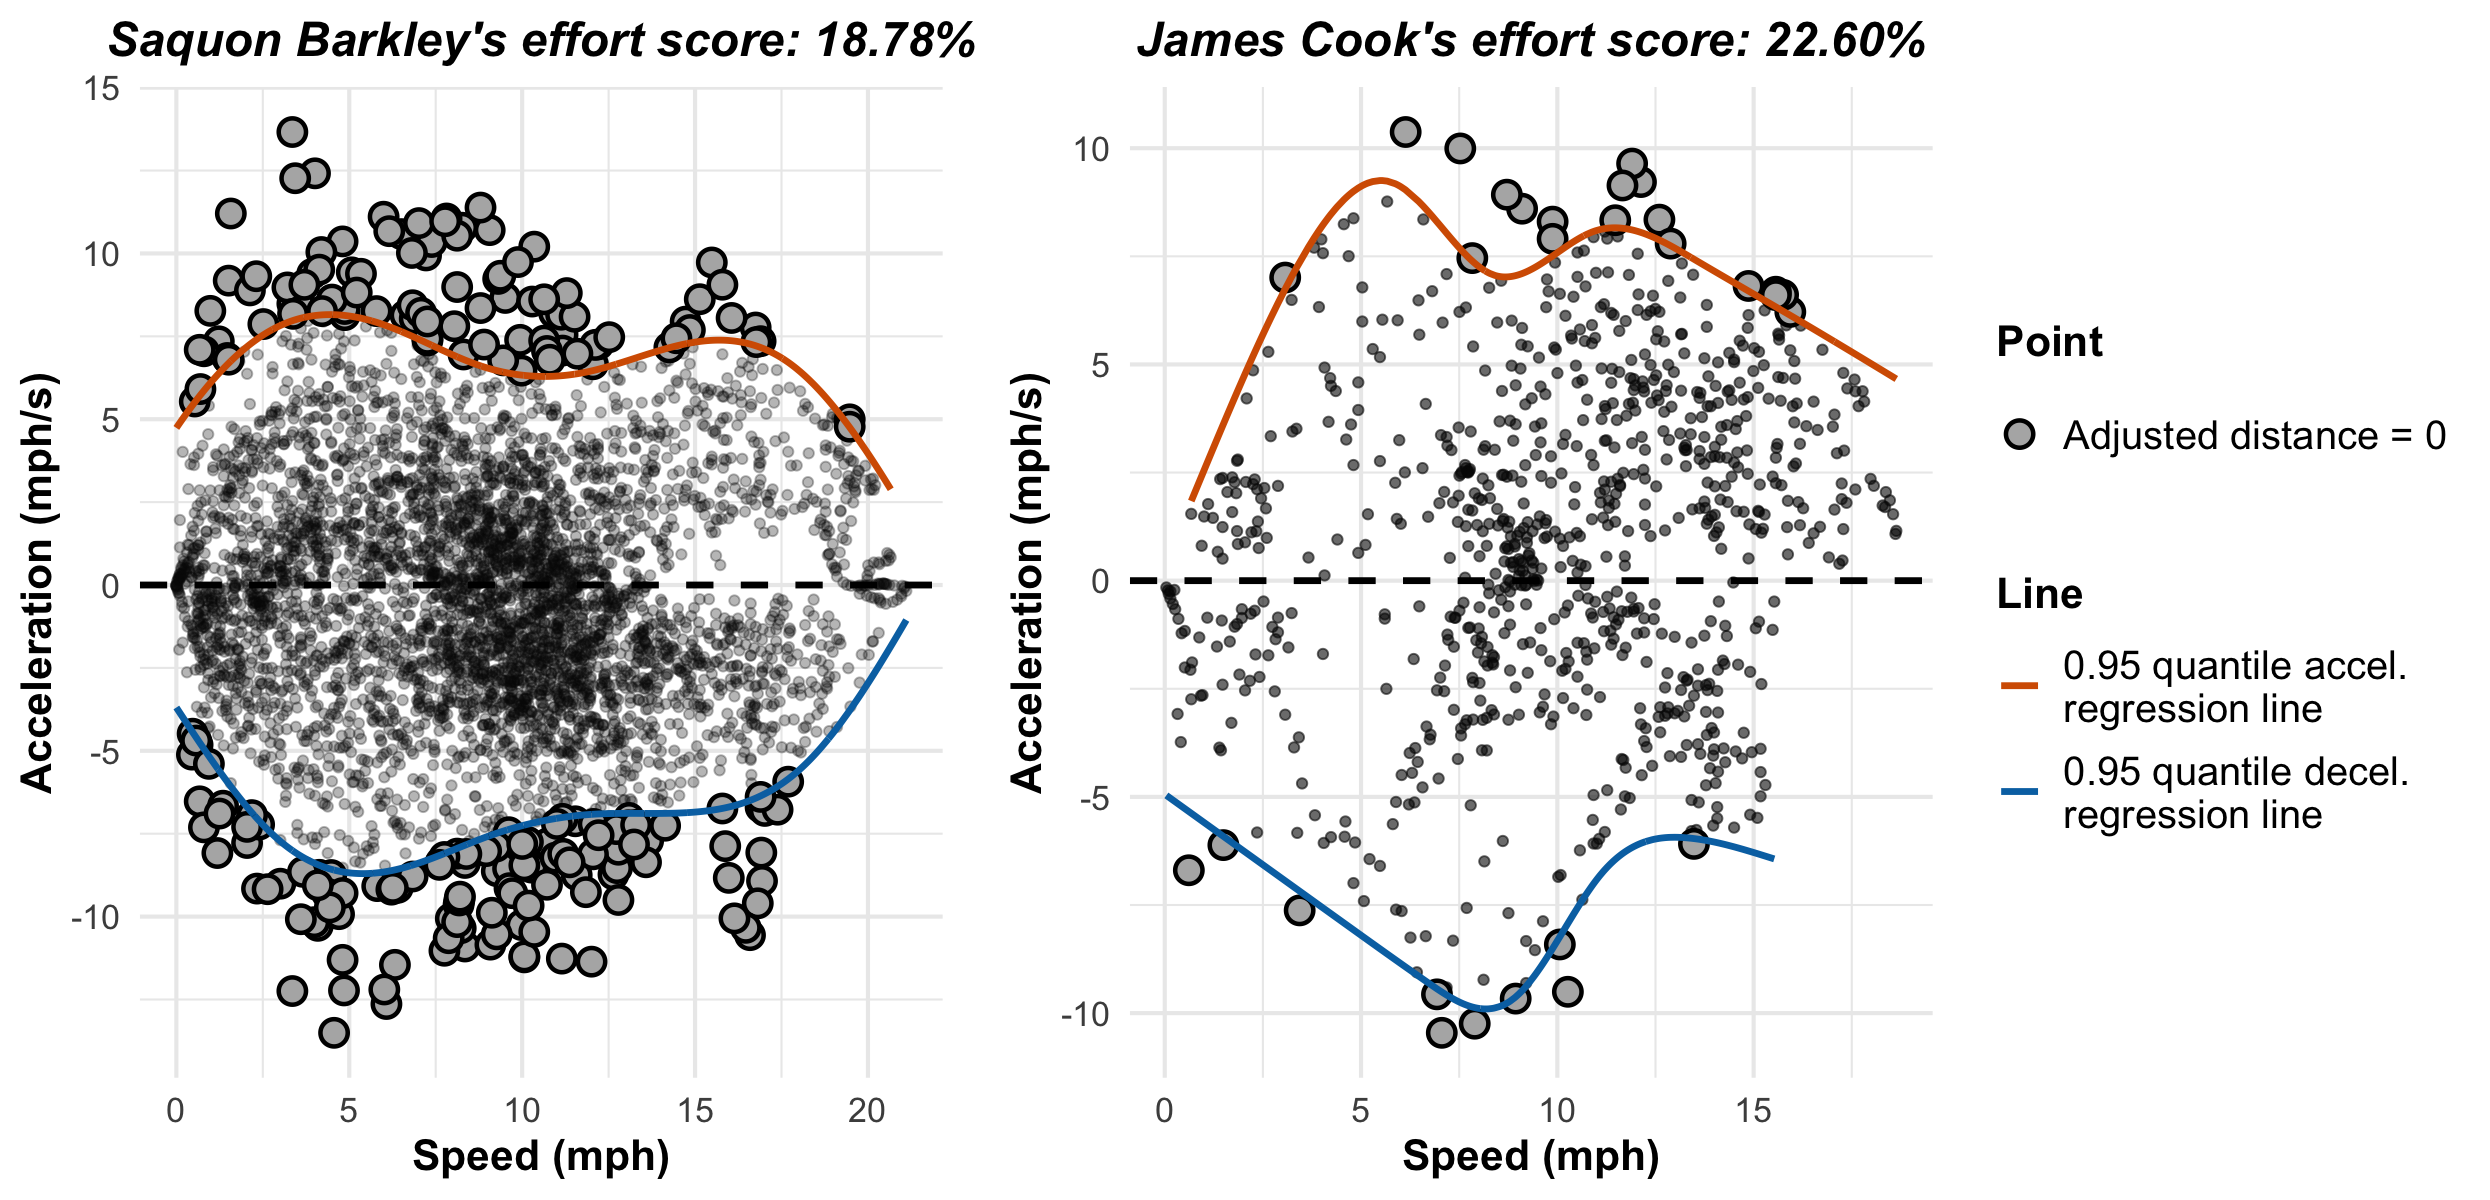 Saquon Barkley's effort score: 18.78%
15
10
5
0
-5
-10
Acceleration (mph/s)
0 5 10 15 20
Speed (mph)
James Cook's effort score: 22.60%
10
5
0
-5
-10
Acceleration (mph/s)
0 5 10 15
Speed (mph)
Point
Adjusted distance = 0
Line
0.95 quantile accel.
regression line
0.95 quantile decel.
regression line